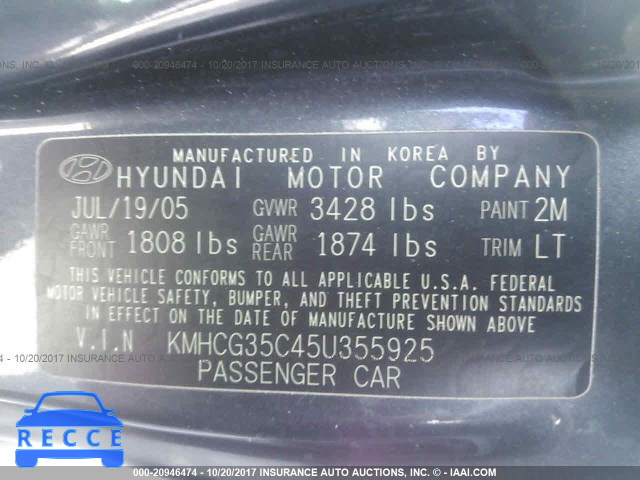 000-20946474 - 10/20/2017 INSURANCE AUTO AUCTIONS, INC. (C) - IAAI.COM
MANUFACTURED IN KOREA BY
HYUNDAI MOTOR COMPANY
JUL/19/05 GVWR 3428 lbs PAINT 2M
GAWR FRONT 1808 lbs GAWR REAR 1874 lbs TRIM LT
THIS VEHICLE CONFORMS TO ALL APPLICABLE U.S.A. FEDERAL
MOTOR VEHICLE SAFETY, BUMPER, AND THEFT PREVENTION STANDARDS
IN EFFECT ON THE DATE OF MANUFACTURE SHOWN ABOVE
V.I.N KMHCG35C45U355925
PASSENGER CAR
RECCE
000-20946474 - 10/20/2017 INSURANCE AUTO AUCTIONS, INC. (C) - IAAI.COM